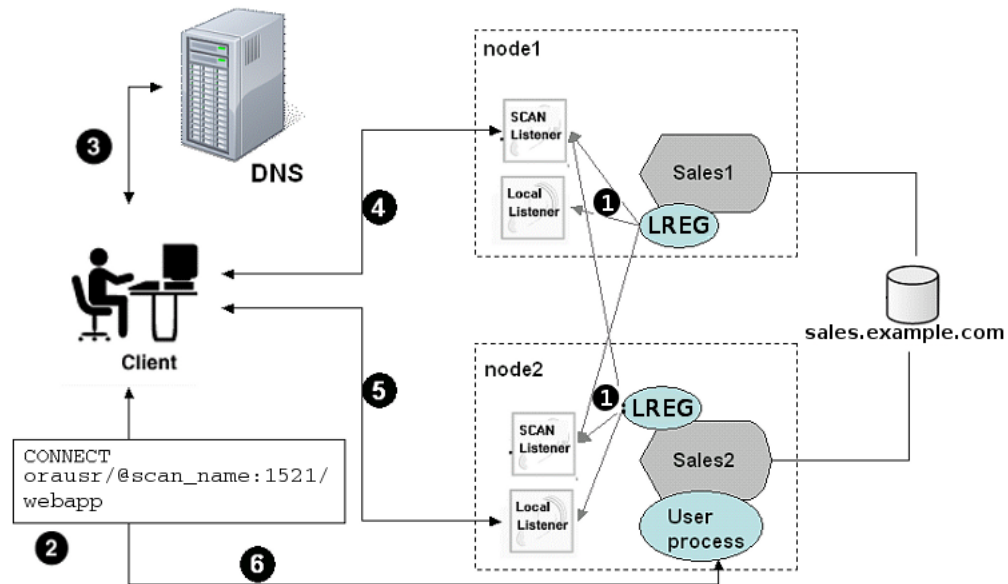 node1
SCAN
Listener
3
DNS
Sales1
4
Local
Listener
1
LREG
sales.example.com
Client
node2
5
1
LREG
SCAN
Listener
Sales2
CONNECT
orausr/@scan_name:1521/
webapp
Local
Listener
User
process
2
6